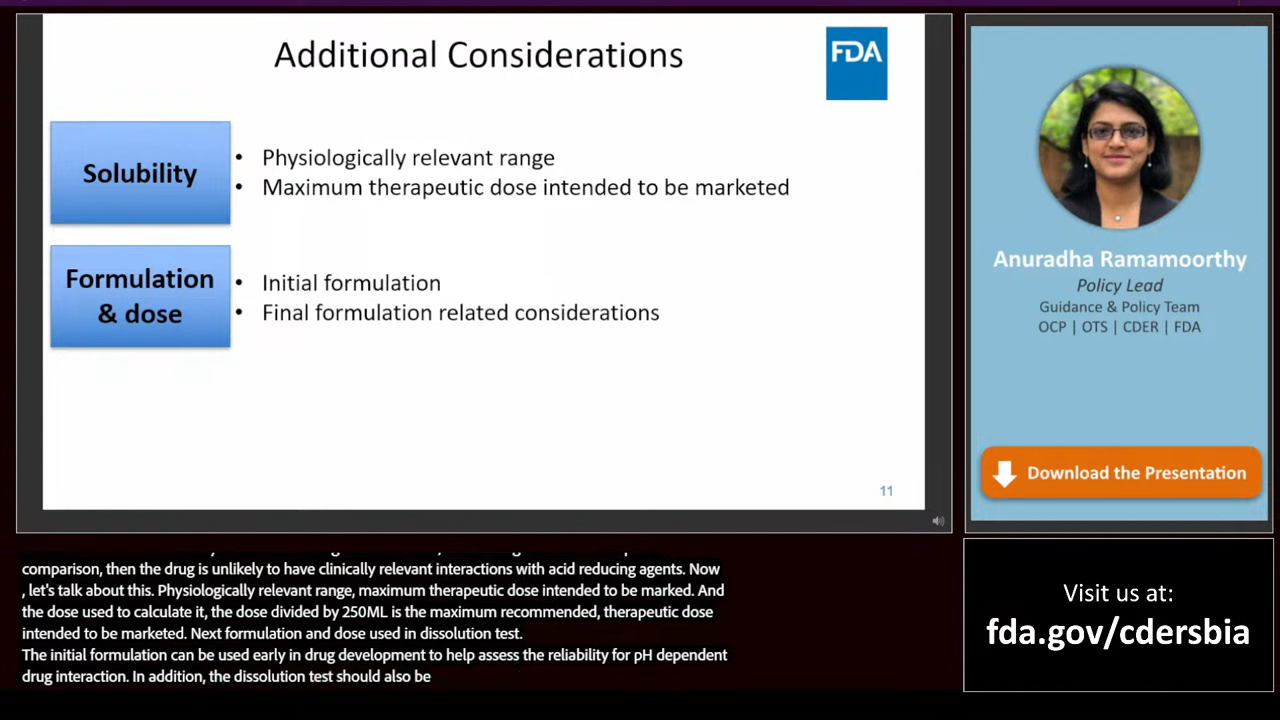 Additional Considerations
FDA
Solubility
• Physiologically relevant range
• Maximum therapeutic dose intended to be marketed
Formulation
& dose
• Initial formulation
• Final formulation related considerations
11
Anuradha Ramamoorthy
Policy Lead
Guidance & Policy Team
OCP | OTS | CDER | FDA
Download the Presentation
comparison, then the drug is unlikely to have clinically relevant interactions with acid reducing agents. Now
, let's talk about this. Physiologically relevant range, maximum therapeutic dose intended to be marked. And
the dose used to calculate it, the dose divided by 250ML is the maximum recommended, therapeutic dose
intended to be marketed. Next formulation and dose used in dissolution test.
The initial formulation can be used early in drug development to help assess the reliability for pH dependent
drug interaction. In addition, the dissolution test should also be
Visit us at:
fda.gov/cdersbia